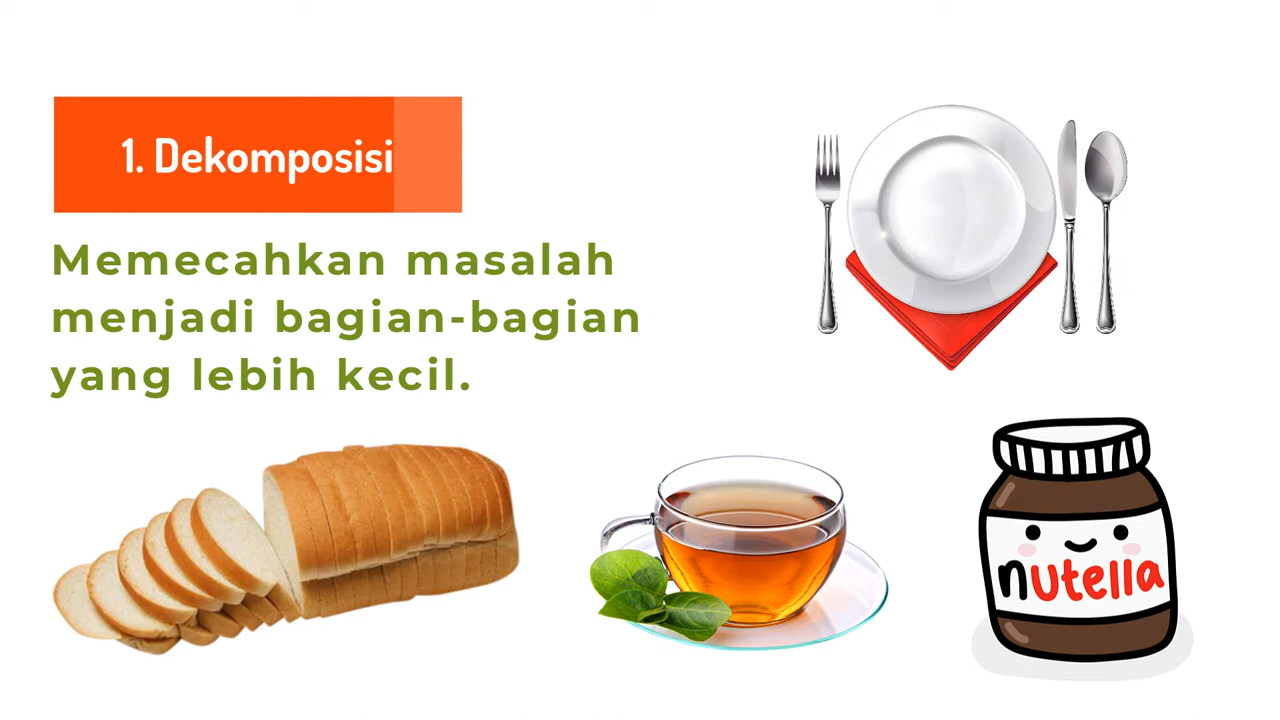 1. Dekomposisi
Memecahkan masalah
menjadi bagian-bagian
yang lebih kecil.
nutella